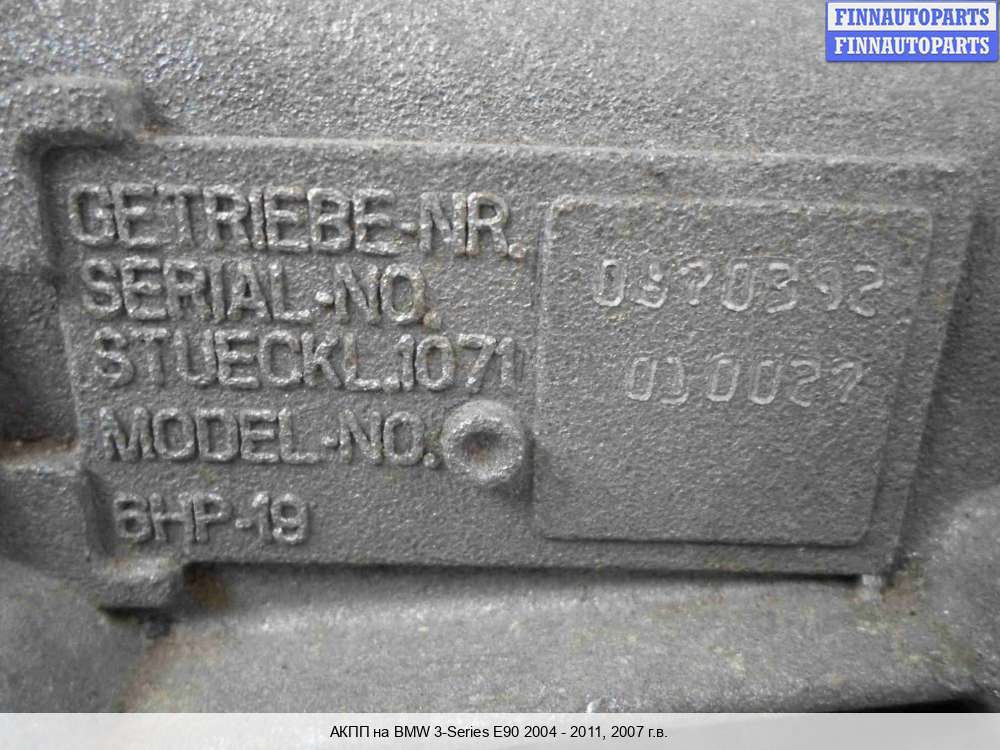 FINNAUTOPARTS
FINNAUTOPARTS
GETRIEBE-NR.
SERIAL-NO.
STUECKL.1071
MODEL-NO.
6HP-19
АКПП на BMW 3-Series E90 2004 - 2011, 2007 г.в.